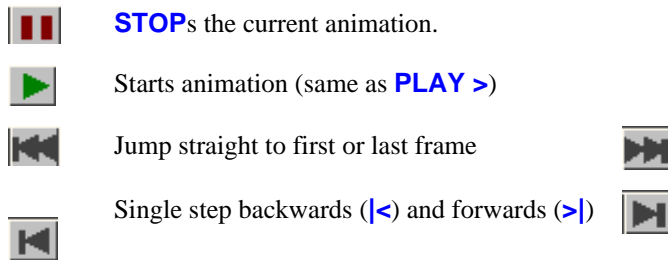 STOPs the current animation.
Starts animation (same as PLAY >)
Jump straight to first or last frame
Single step backwards (|<) and forwards (>|)